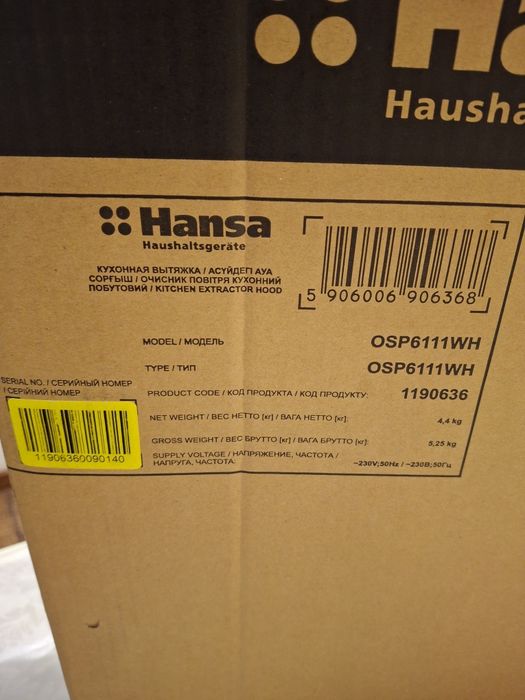 Hausha
Hansa
Haushaltsgeräte
КУХОННАЯ ВЫТЯЖКА / АСҮЙДЕГІ АУА
СОРҒЫШ / ОЧИСНИК ПОВІТРЯ КУХОННИЙ
ПОБУТОВИЙ / KITCHEN EXTRACTOR HOOD
5 906006 906368
MODEL / МОДЕЛЬ OSP6111WH
TYPE / ТИП OSP6111WH
PRODUCT CODE / КОД ПРОДУКТА / КОД ПРОДУКТУ: 1190636
NET WEIGHT / ВЕС НЕТТО [кг] / ВАГА НЕТТО [кг]: 4,4 kg
GROSS WEIGHT / ВЕС БРУТТО [кг] / ВАГА БРУТТО [кг]: 5,25 kg
SUPPLY VOLTAGE / НАПРЯЖЕНИЕ, ЧАСТОТА /
НАПРУГА, ЧАСТОТА: ~230V;50Hz / ~230В;50Гц
SERIAL NO. / СЕРИЙНЫЙ НОМЕР
/ СЕРІЙНИЙ НОМЕР
11906360090140